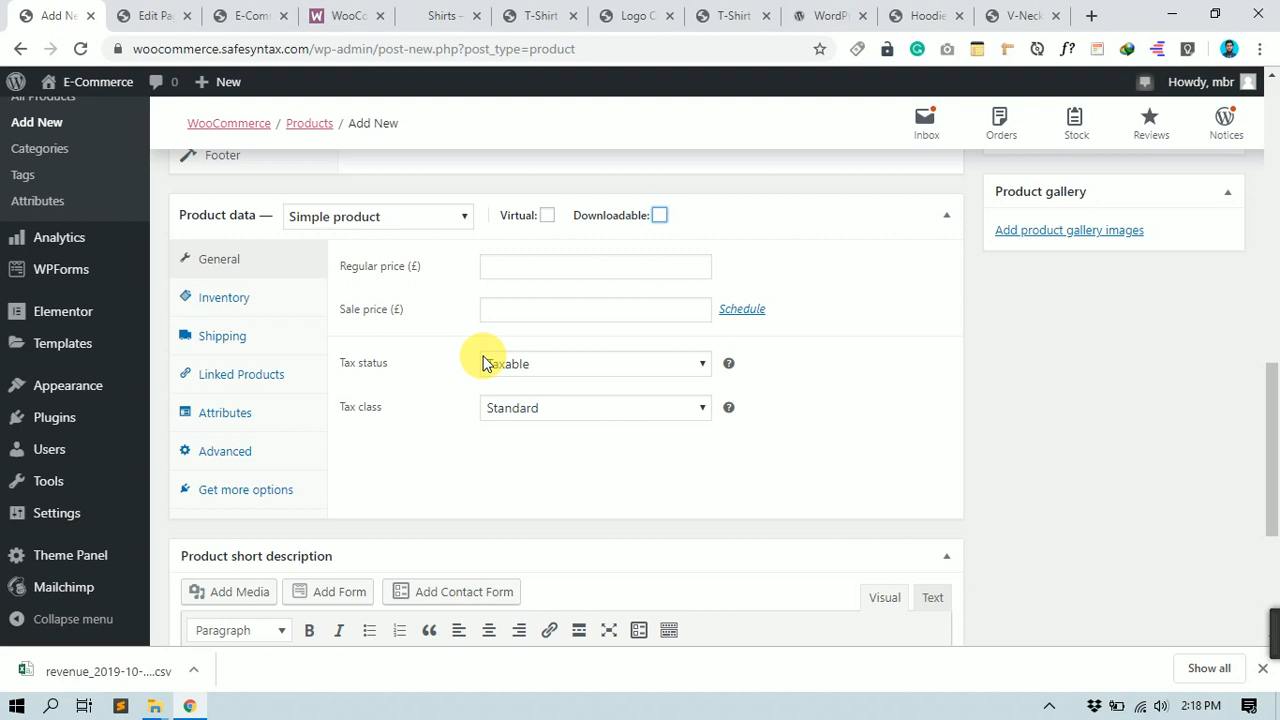 Add Ne
Edit Pa
E-Com
WooCo
Shirts –
T-Shirt
Logo C
T-Shirt
WordP
Hoodie
V-Neck
woocommerce.safesyntax.com/wp-admin/post-new.php?post_type=product
E-Commerce
0
New
Howdy, mbr
All Products
Add New
Categories
Tags
Attributes
Analytics
WPForms
Elementor
Templates
Appearance
Plugins
Users
Tools
Settings
Theme Panel
Mailchimp
Collapse menu
WooCommerce / Products / Add New
Inbox
Orders
Stock
Reviews
Notices
Footer
Product data — Simple product Virtual: Downloadable:
General
Inventory
Shipping
Linked Products
Attributes
Advanced
Get more options
Regular price (£)
Sale price (£) Schedule
Tax status Taxable ?
Tax class Standard ?
Product gallery
Add product gallery images
Product short description
Add Media Add Form Add Contact Form
Visual Text
Paragraph B I
revenue_2019-10-....csv
Show all
2:18 PM